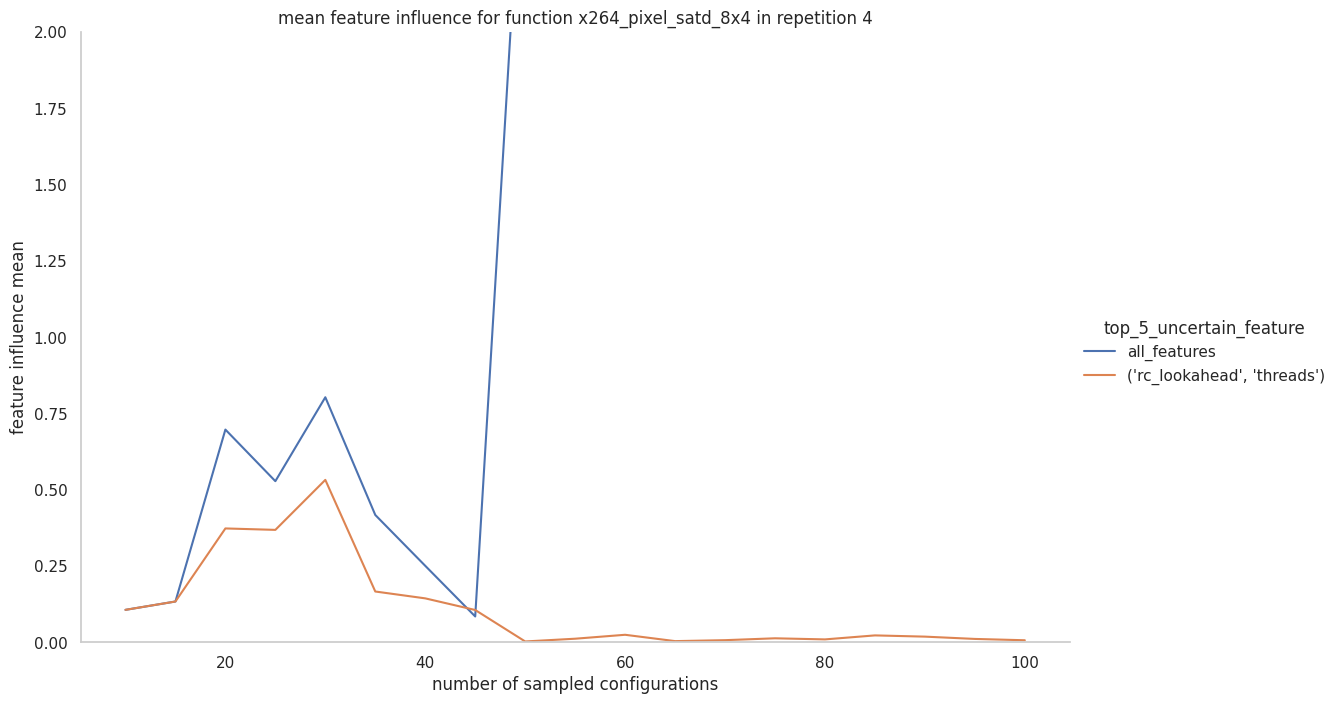 mean feature influence for function x264_pixel_satd_8x4 in repetition 4
2.00
1.75
1.50
1.25
1.00
0.75
0.50
0.25
0.00
feature influence mean
20
40
60
80
100
number of sampled configurations
top_5_uncertain_feature
all_features
('rc_lookahead', 'threads')